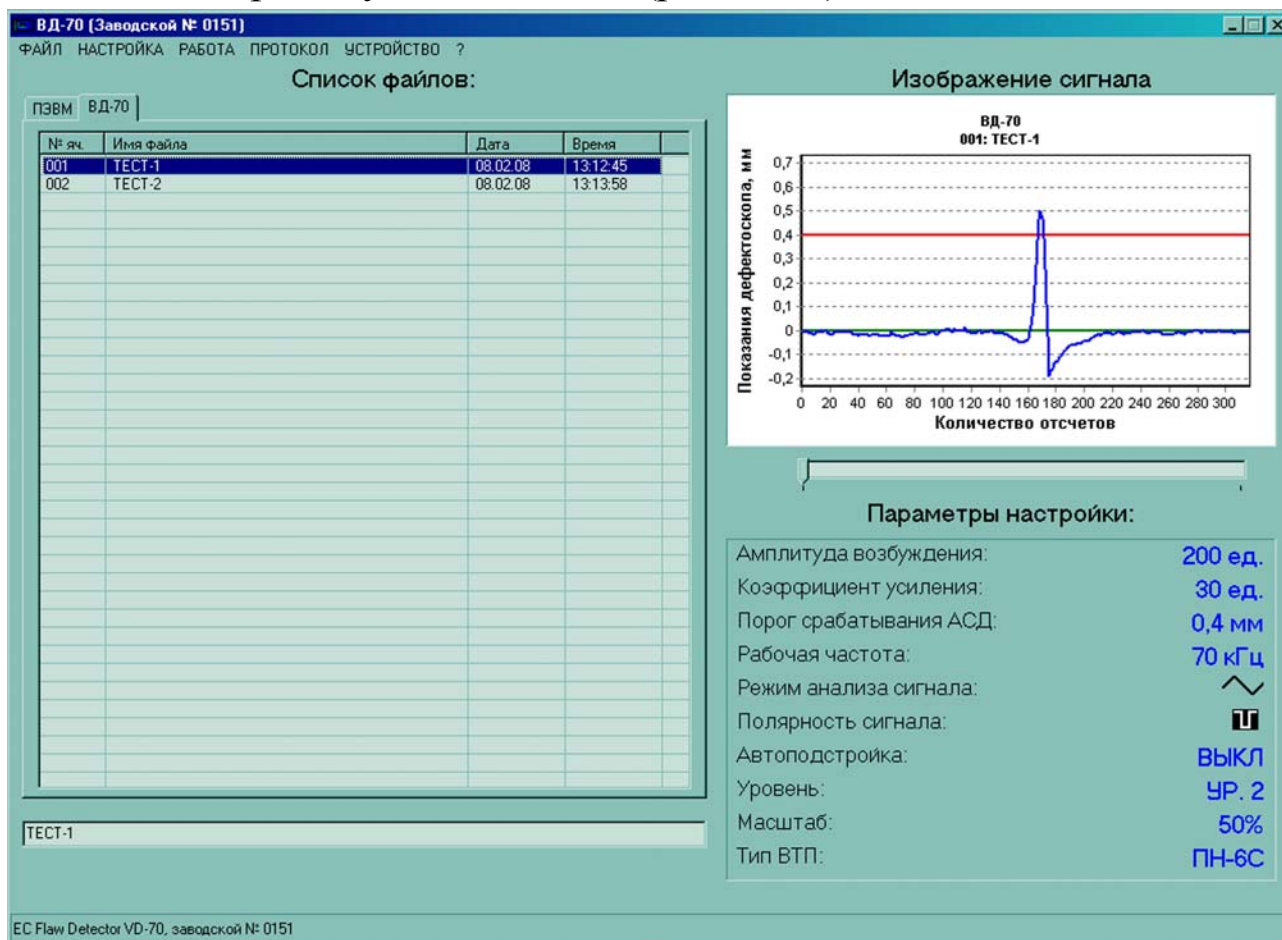 ВД-70 (Заводской № 0151)
ФАЙЛ НАСТРОЙКА РАБОТА ПРОТОКОЛ УСТРОЙСТВО ?
Список файлов:
ПЭВМ ВД-70
№ яч. Имя файла Дата Время
001 ТЕСТ-1 08.02.08 13:12:45
002 ТЕСТ-2 08.02.08 13:13:58
ТЕСТ-1
Изображение сигнала
ВД-70
001: ТЕСТ-1
Показания дефектоскопа, мм
0,7
0,6
0,5
0,4
0,3
0,2
0,1
0
-0,1
-0,2
0 20 40 60 80 100 120 140 160 180 200 220 240 260 280 300
Количество отсчетов
Параметры настройки:
Амплитуда возбуждения: 200 ед.
Коэффициент усиления: 30 ед.
Порог срабатывания АСД: 0,4 мм
Рабочая частота: 70 кГц
Режим анализа сигнала:
Полярность сигнала:
Автоподстройка: ВЫКЛ
Уровень: УР. 2
Масштаб: 50%
Тип ВТП: ПН-6С
EC Flaw Detector VD-70, заводской № 0151